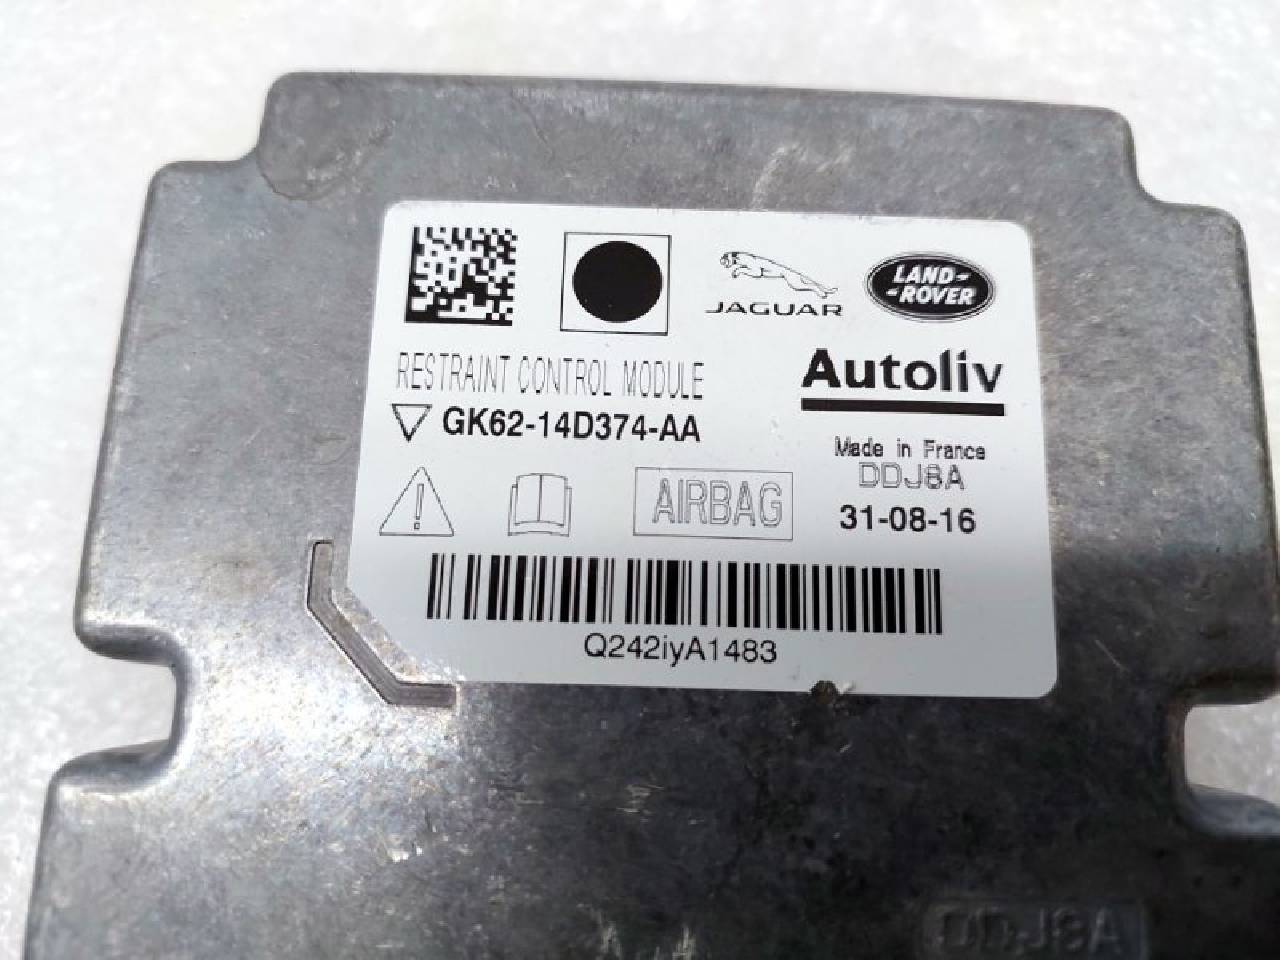 JAGUAR
LAND-
-ROVER
RESTRAINT CONTROL MODULE
Autoliv
GK62-14D374-AA
Made in France
DDJ8A
AIRBAG
31-08-16
Q242iyA1483
DDJ8A